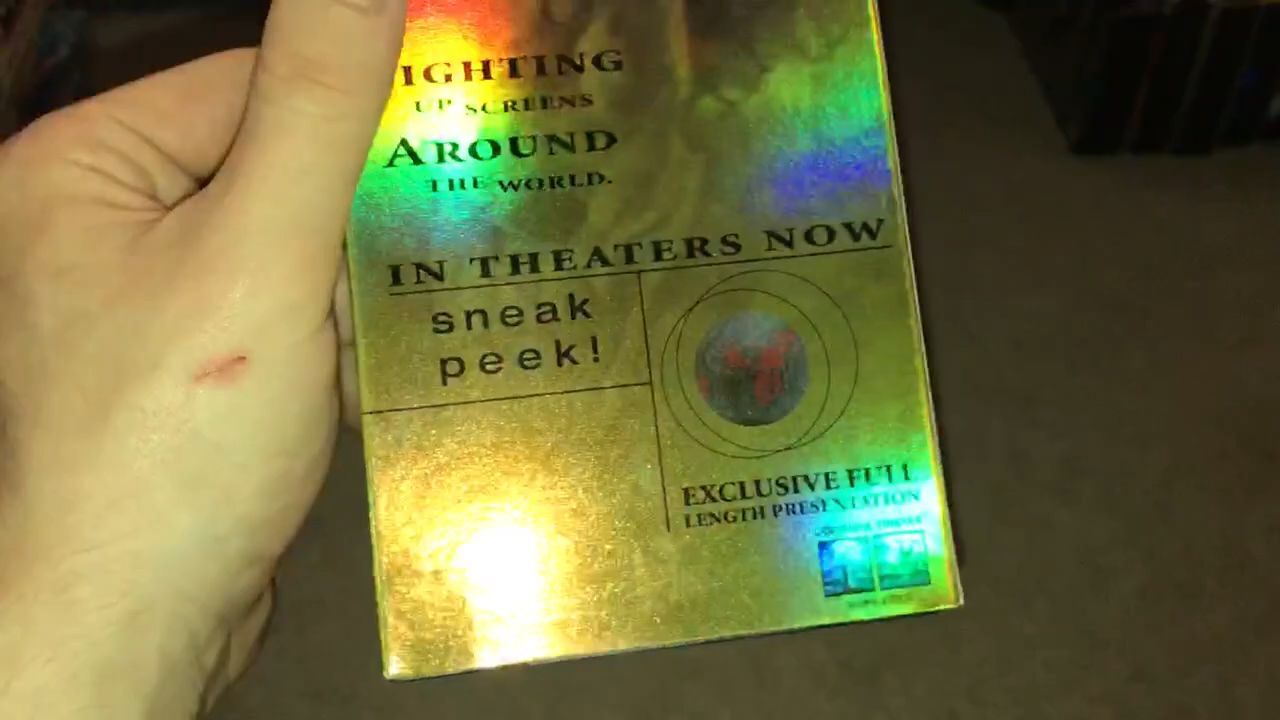 IGHTING
UP SCREENS
AROUND
THE WORLD.
IN THEATERS NOW
sneak
peek!
EXCLUSIVE FULL
LENGTH PRESENTATION